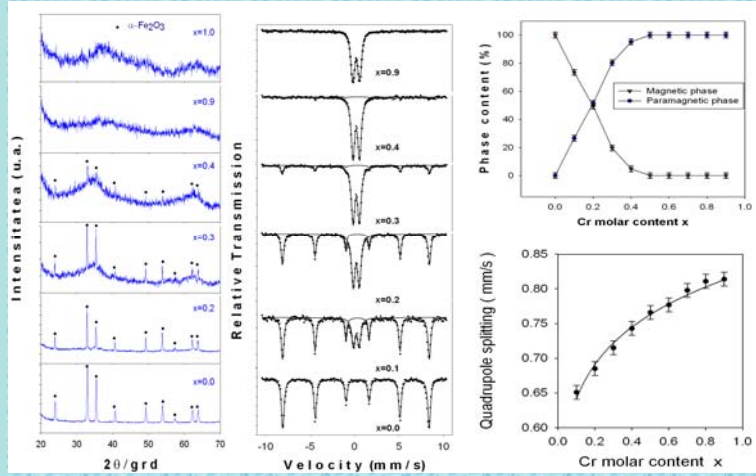 α-Fe2O3
x=1.0
x=0.9
x=0.4
x=0.3
x=0.2
x=0.0
Intensitatea (u.a.)
20 30 40 50 60 70
2θ/grd
x=0.9
x=0.4
x=0.3
x=0.2
x=0.1
x=0.0
Relative Transmission
-10 -5 0 5 10
Velocity (mm/s)
100
80
60
40
20
0
Phase content (%)
Magnetic phase
Paramagnetic phase
0.0 0.2 0.4 0.6 0.8 1.0
Cr molar content x
0.85
0.80
0.75
0.70
0.65
0.60
Quadrupole splitting (mm/s)
0.0 0.2 0.4 0.6 0.8 1.0
Cr molar content x